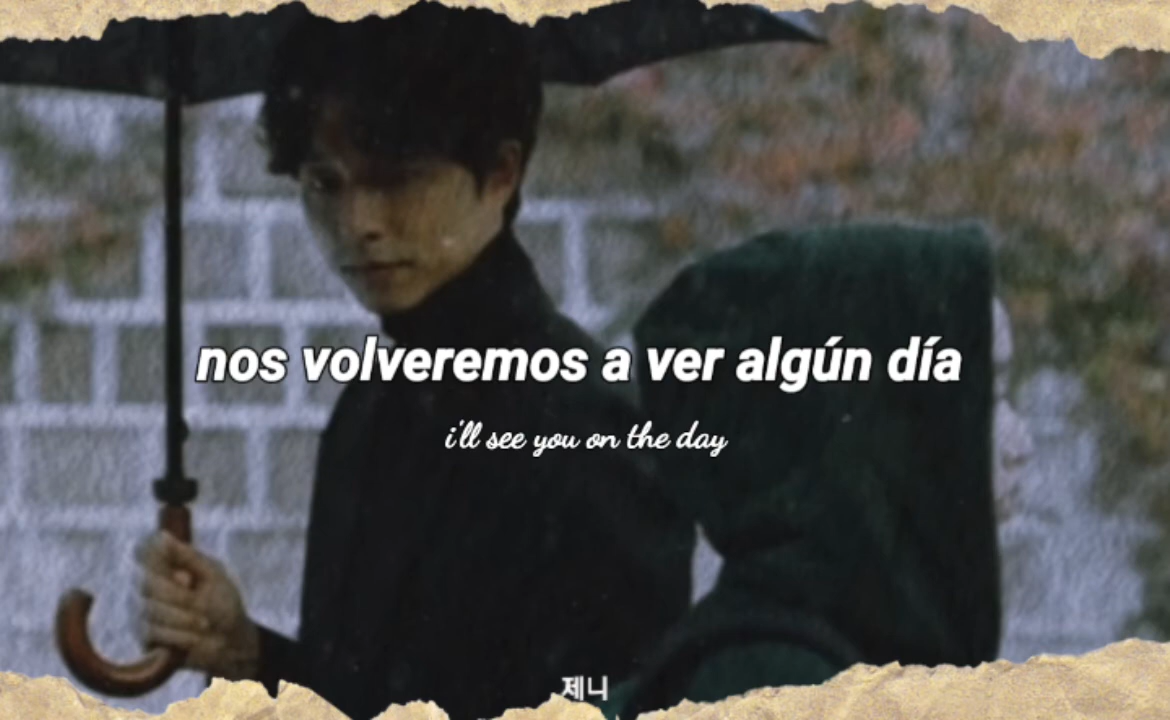 nos volveremos a ver algún día
i'll see you on the day
제니